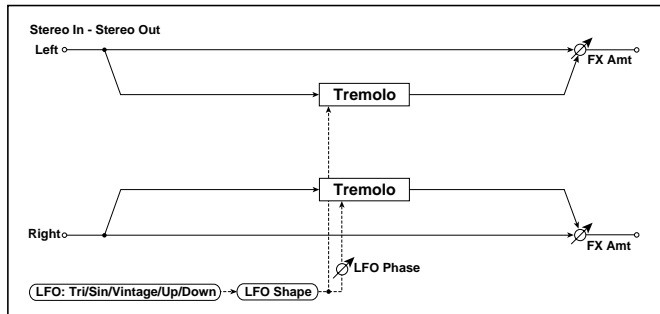 Stereo In - Stereo Out
Left
FX Amt
Tremolo
Tremolo
Right
FX Amt
LFO Phase
LFO: Tri/Sin/Vintage/Up/Down
LFO Shape